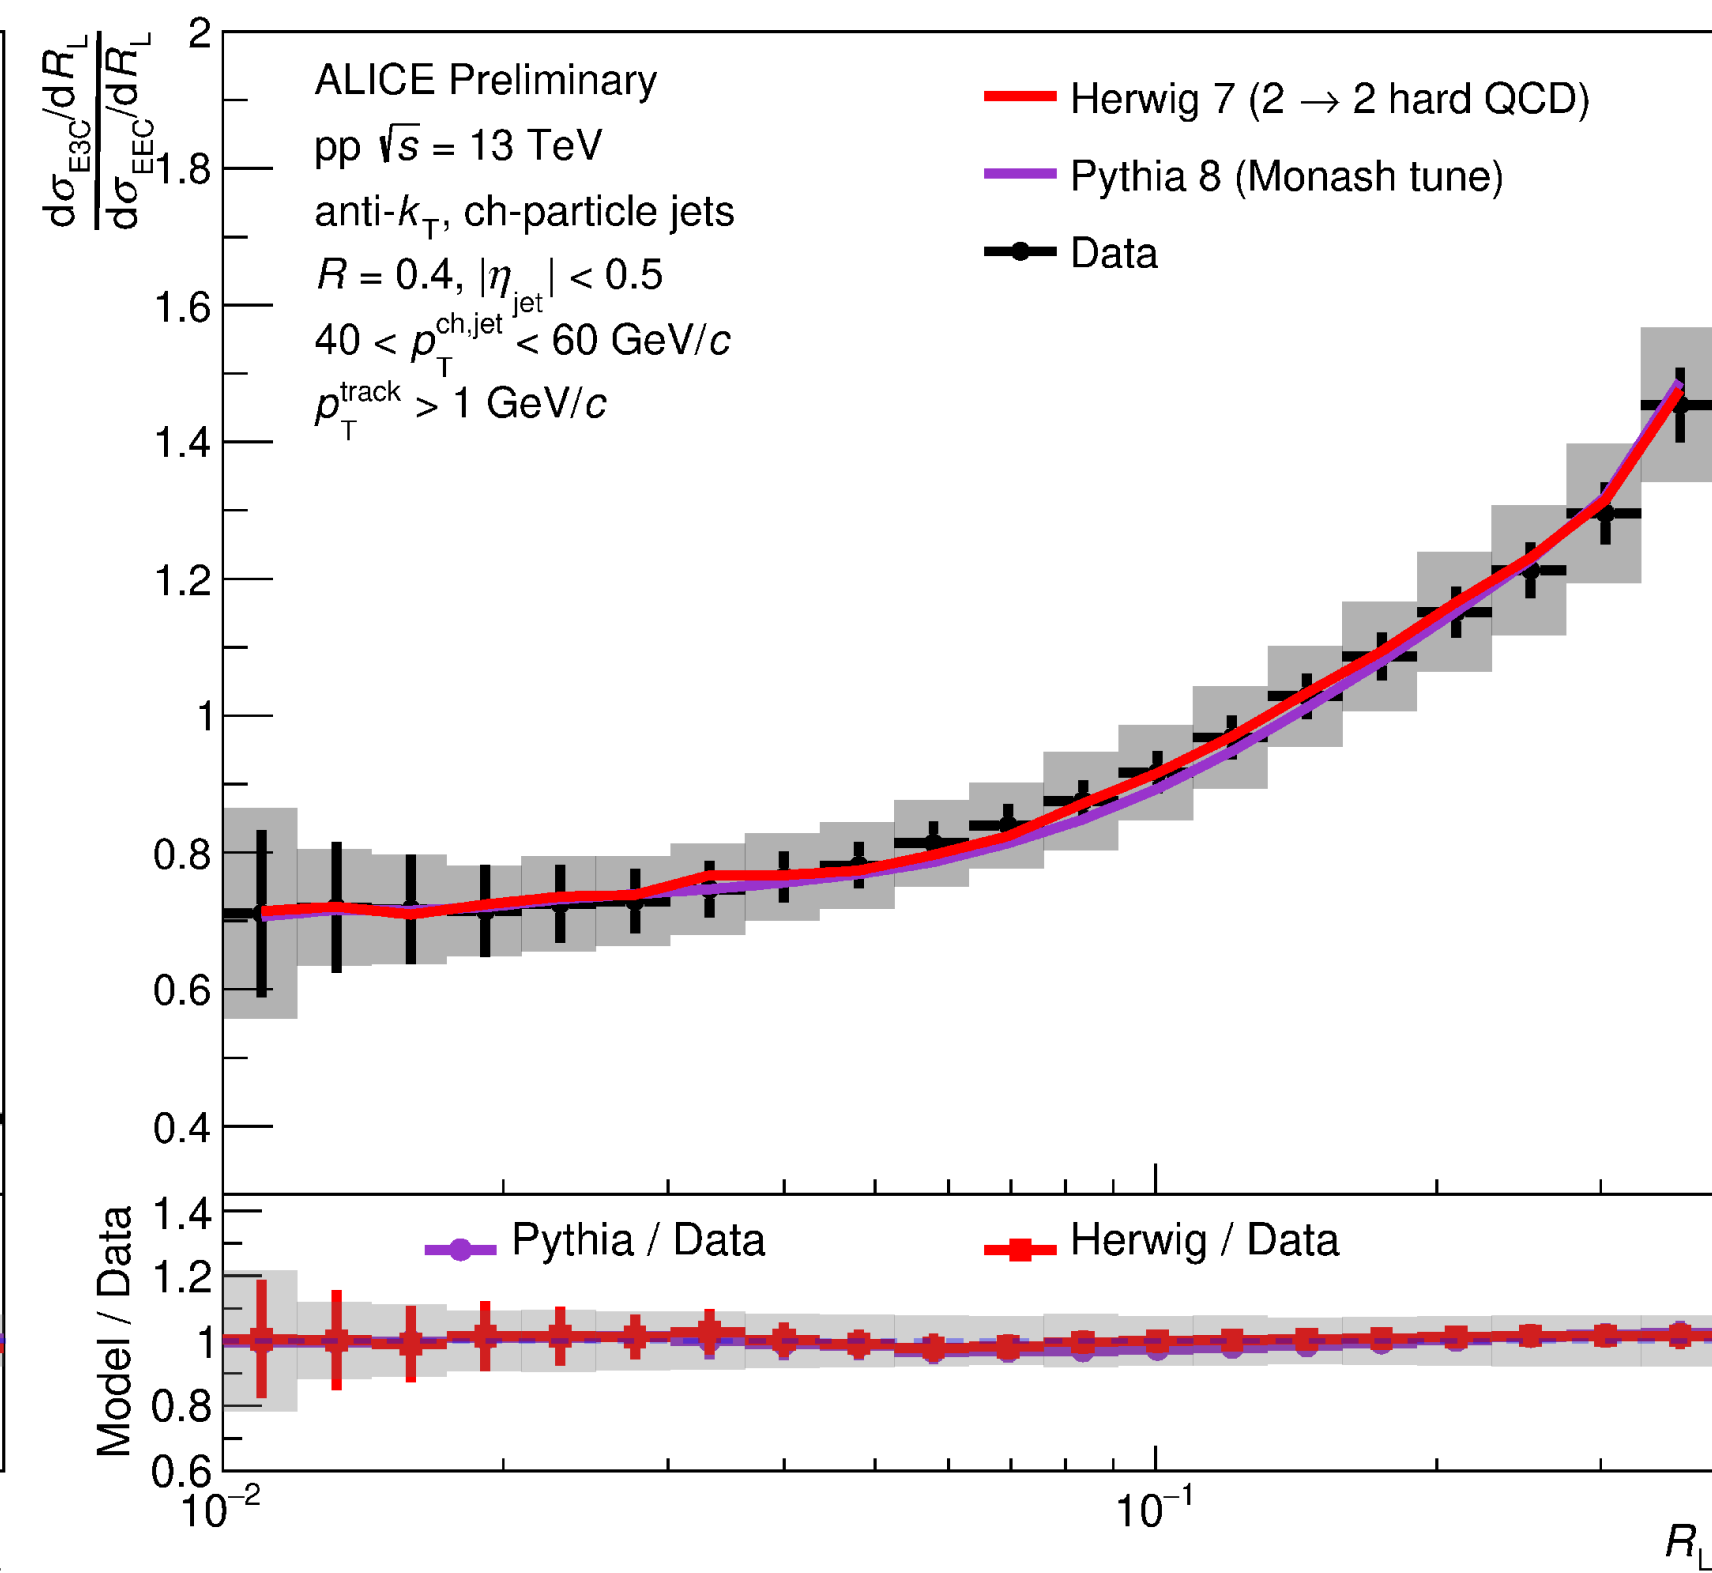 dσ_E3C/dR_L
dσ_EEC/dR_L
ALICE Preliminary
pp √s = 13 TeV
anti-k_T, ch-particle jets
R = 0.4, |η_jet| < 0.5
40 < p_T^ch,jet < 60 GeV/c
p_T^track > 1 GeV/c
Herwig 7 (2 → 2 hard QCD)
Pythia 8 (Monash tune)
Data
2
1.8
1.6
1.4
1.2
1
0.8
0.6
0.4
Model / Data
Pythia / Data
Herwig / Data
1.4
1.2
1
0.8
0.6
10^−2
10^−1
R_L